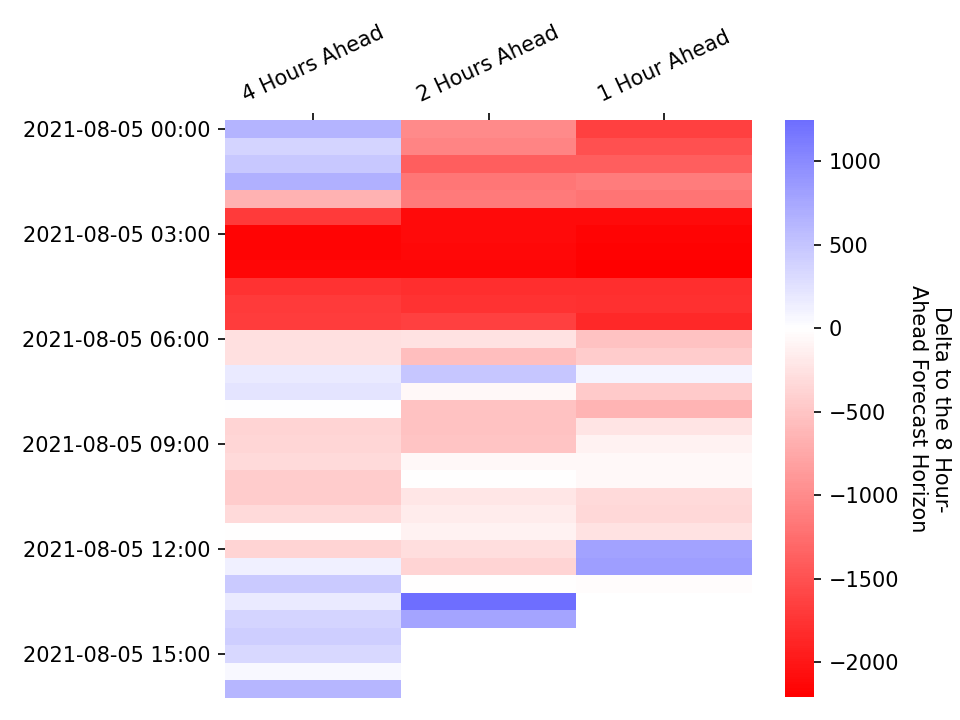 4 Hours Ahead
2 Hours Ahead
1 Hour Ahead
2021-08-05 00:00
2021-08-05 03:00
2021-08-05 06:00
2021-08-05 09:00
2021-08-05 12:00
2021-08-05 15:00
1000
500
0
−500
−1000
−1500
−2000
Delta to the 8 Hour-
Ahead Forecast Horizon